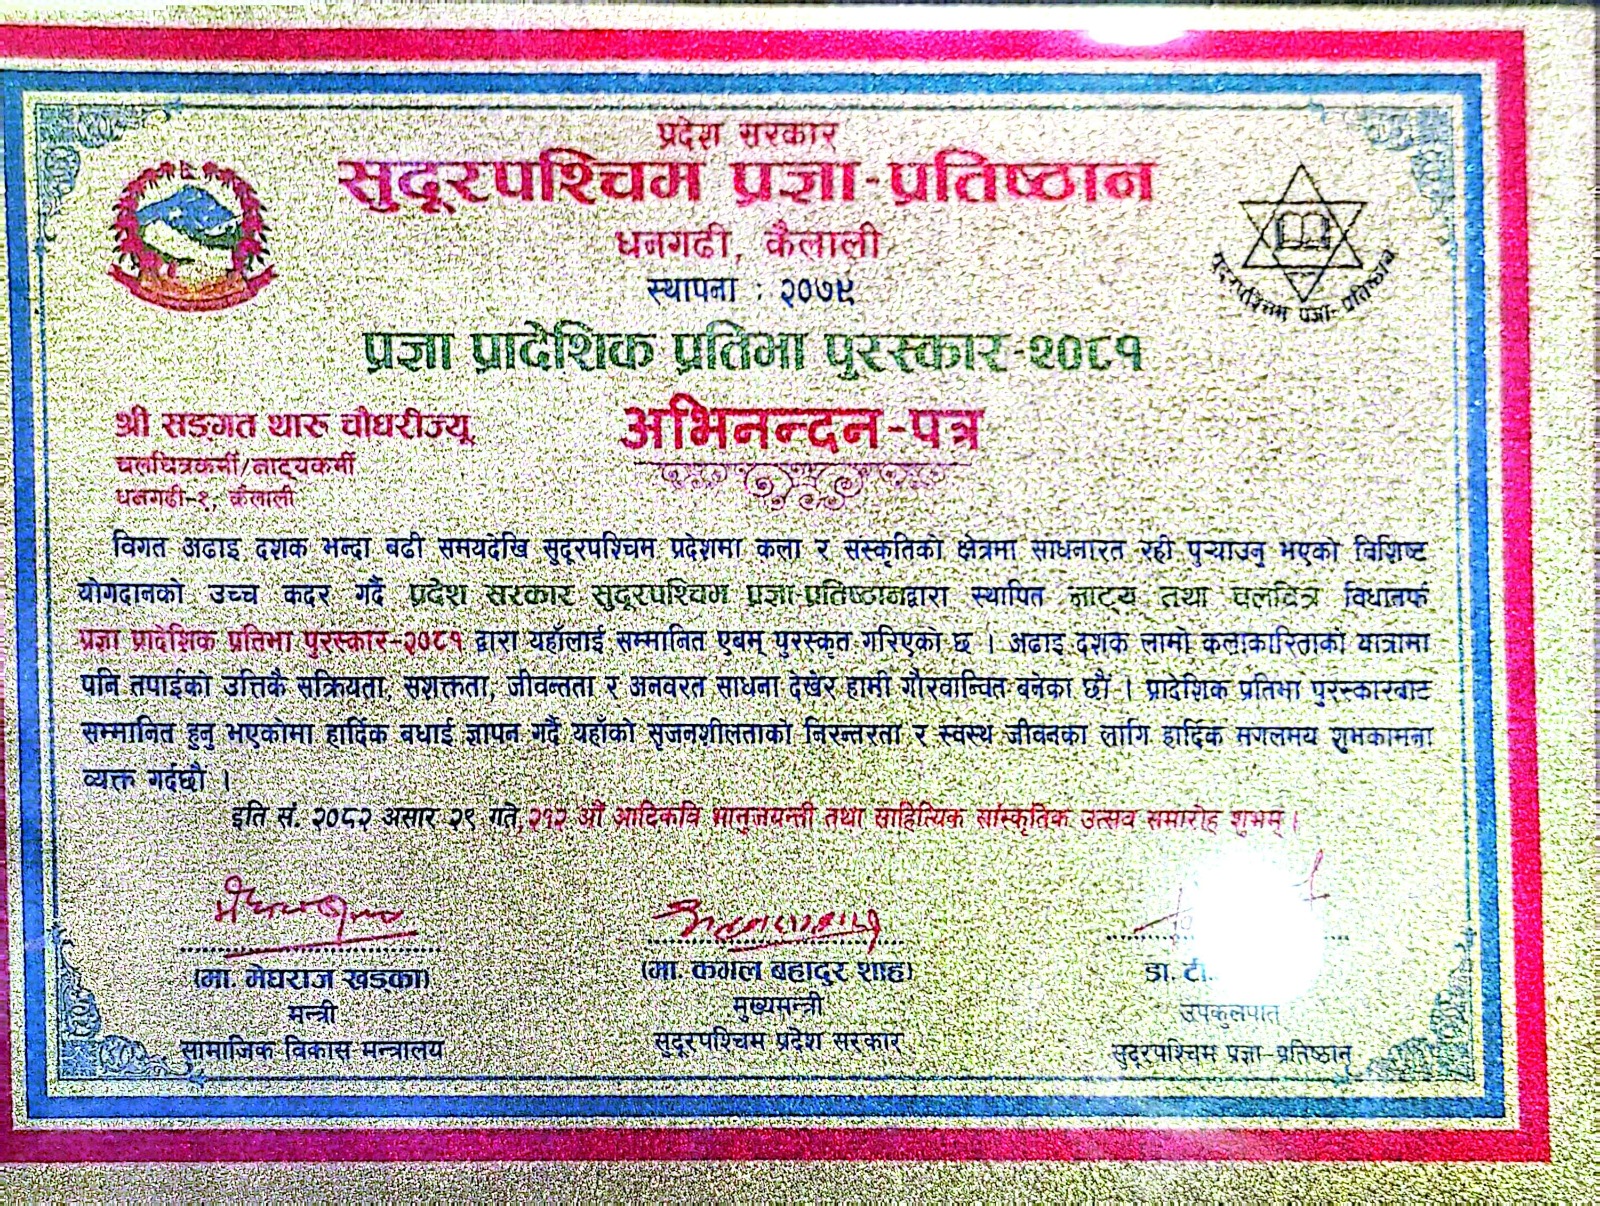 प्रदेश सरकार
सुदूरपश्चिम प्रज्ञा-प्रतिष्ठान
धनगढी, कैलाली
स्थापना : २०७९
सुदूरपश्चिम प्रज्ञा-प्रतिष्ठान
प्रज्ञा प्रादेशिक प्रतिभा पुरस्कार-२०८१
अभिनन्दन-पत्र
श्री सङ्गत थारू चौधरीज्यू
चलचित्रकर्मी/नाट्यकर्मी
धनगढी-१, कैलाली
विगत अढाइ दशक भन्दा बढी समयदेखि सुदूरपश्चिम प्रदेशमा कला र संस्कृतिको क्षेत्रमा साधनारत रही पुर्‍याउनु भएको विशिष्ट
योगदानको उच्च कदर गर्दै प्रदेश सरकार सुदूरपश्चिम प्रज्ञा प्रतिष्ठानद्वारा स्थापित नाट्य तथा चलचित्र विधातर्फ
प्रज्ञा प्रादेशिक प्रतिभा पुरस्कार-२०८१ द्वारा यहाँलाई सम्मानित एबम् पुरस्कृत गरिएको छ । अढाइ दशक लामो कलाकारिताको यात्रामा
पनि तपाईको उत्तिकै सक्रियता, सशक्तता, जीवन्तता र अनवरत साधना देखेर हामी गौरवान्वित बनेका छौ । प्रादेशिक प्रतिभा पुरस्कारबाट
सम्मानित हुनु भएकोमा हार्दिक बधाई ज्ञापन गर्दै यहाँको सृजनशीलताको निरन्तरता र स्वस्थ जीवनका लागि हार्दिक मंगलमय शुभकामना
व्यक्त गर्दछौ ।
इति सं. २०८२ असार २९ गते, २१२ औं आदिकवि भानुजयन्ती तथा साहित्यिक सांस्कृतिक उत्सव समारोह शुभम् ।
(मा. मेघराज खड्का)
मन्त्री
सामाजिक विकास मन्त्रालय
(मा. कमल बहादुर शाह)
मुख्यमन्त्री
सुदूरपश्चिम प्रदेश सरकार
डा. टी.
उपकुलपति
सुदूरपश्चिम प्रज्ञा-प्रतिष्ठान